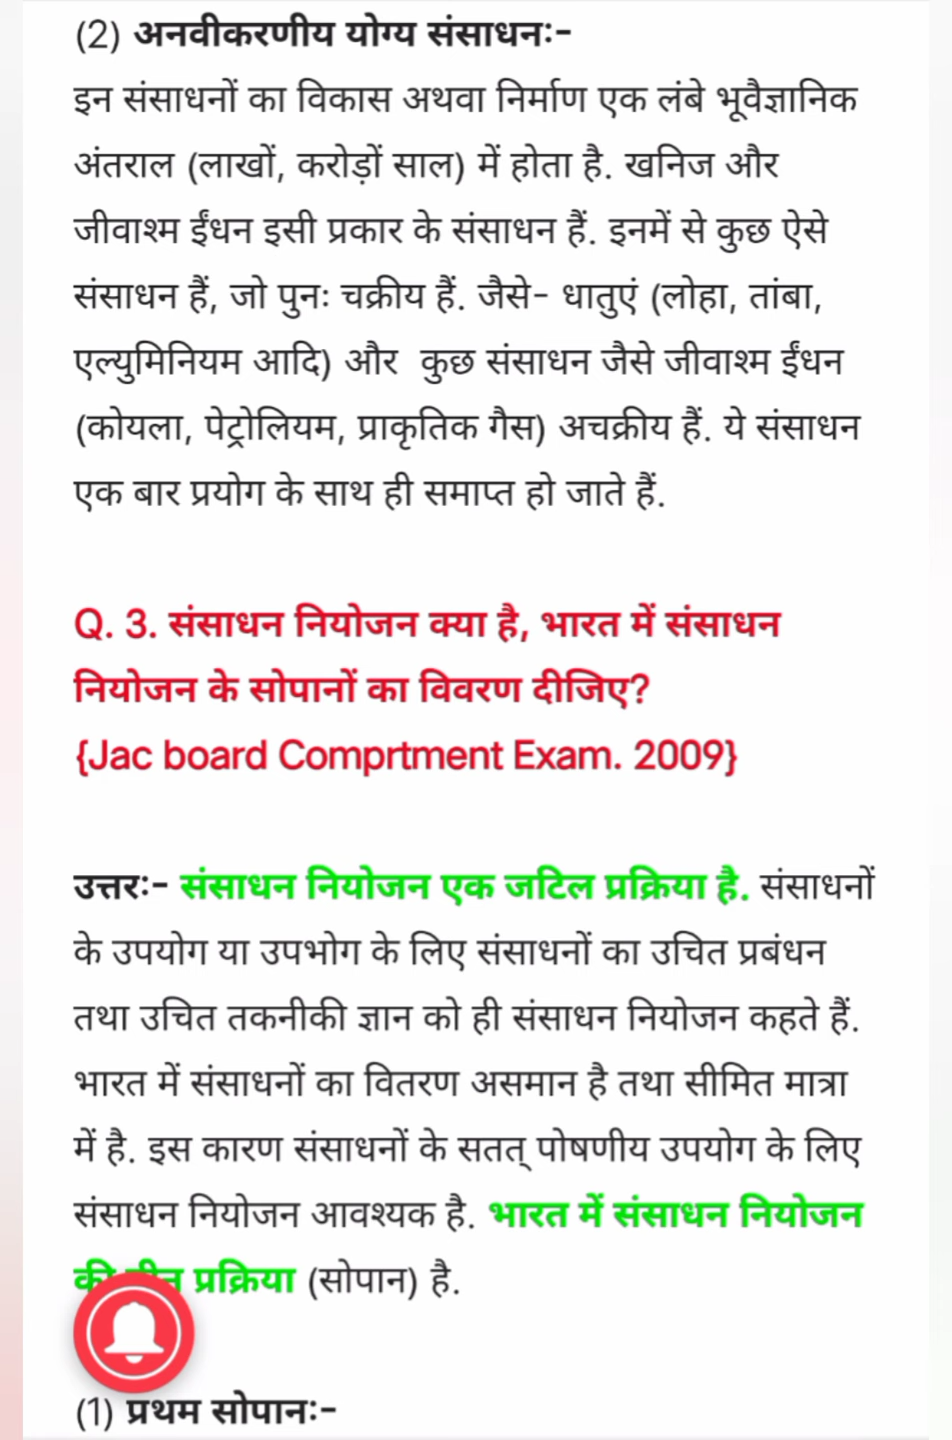 (2) अनवीकरणीय योग्य संसाधनः-
इन संसाधनों का विकास अथवा निर्माण एक लंबे भूवैज्ञानिक
अंतराल (लाखों, करोड़ों साल) में होता है. खनिज और
जीवाश्म ईंधन इसी प्रकार के संसाधन हैं. इनमें से कुछ ऐसे
संसाधन हैं, जो पुनः चक्रीय हैं. जैसे- धातुएं (लोहा, तांबा,
एल्युमिनियम आदि) और कुछ संसाधन जैसे जीवाश्म ईंधन
(कोयला, पेट्रोलियम, प्राकृतिक गैस) अचक्रीय हैं. ये संसाधन
एक बार प्रयोग के साथ ही समाप्त हो जाते हैं.
Q. 3. संसाधन नियोजन क्या है, भारत में संसाधन
नियोजन के सोपानों का विवरण दीजिए?
{Jac board Comprtment Exam. 2009}
उत्तरः- संसाधन नियोजन एक जटिल प्रक्रिया है. संसाधनों
के उपयोग या उपभोग के लिए संसाधनों का उचित प्रबंधन
तथा उचित तकनीकी ज्ञान को ही संसाधन नियोजन कहते हैं.
भारत में संसाधनों का वितरण असमान है तथा सीमित मात्रा
में है. इस कारण संसाधनों के सतत् पोषणीय उपयोग के लिए
संसाधन नियोजन आवश्यक है. भारत में संसाधन नियोजन
की प्रक्रिया (सोपान) है.
(1) प्रथम सोपानः-